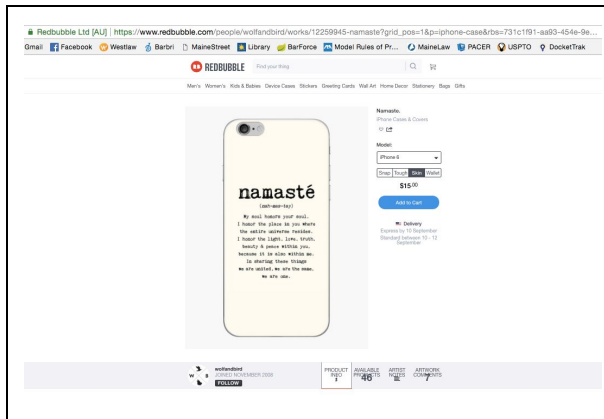 Redbubble Ltd [AU] | https://www.redbubble.com/people/wolfandbird/works/12259945-namaste?grid_pos=1&p=iphone-case&rbs=731c1f91-aa93-454e-9e...
Gmail Facebook Westlaw Barbri MaineStreet Library BarForce Model Rules of Pr... MaineLaw PACER USPTO DocketTrak
REDBUBBLE Find your thing
Men's Women's Kids & Babies Device Cases Stickers Greeting Cards Wall Art Home Decor Stationery Bags Gifts
Namaste.
iPhone Cases & Covers
Model:
iPhone 6
Snap Tough Skin Wallet
$15.00
Add to Cart
Delivery
Express by 10 September
Standard between 10 - 12
September
namasté
My soul honors your soul.
I honor the place in you where
the entire universe resides.
I honor the light, love, truth,
beauty & peace within you,
because it is also within me.
In sharing these things
we are united, we are the same,
we are one.
W B
wolfandbird
JOINED NOVEMBER 2008
FOLLOW
PRODUCT INFO
AVAILABLE PRODUCTS 46
ARTIST NOTES
ARTWORK COMMENTS 7